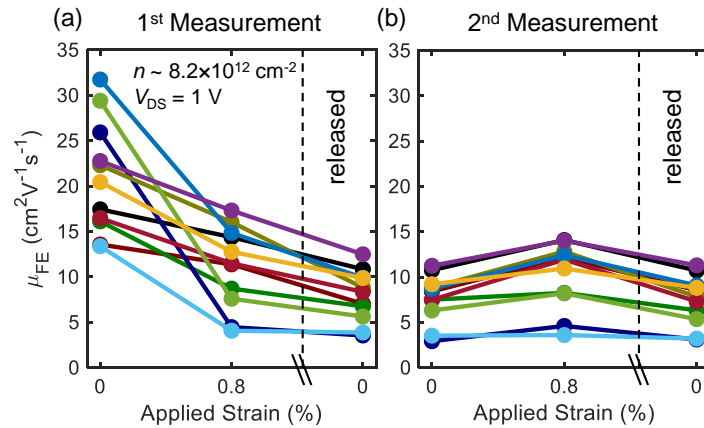 (a) 1st Measurement
(b) 2nd Measurement
n ~ 8.2×10¹² cm⁻²
V_DS = 1 V
released
released
μ_FE (cm²V⁻¹s⁻¹)
35
30
25
20
15
10
5
0
35
30
25
20
15
10
5
0
0 0.8 0
0 0.8 0
Applied Strain (%)
Applied Strain (%)